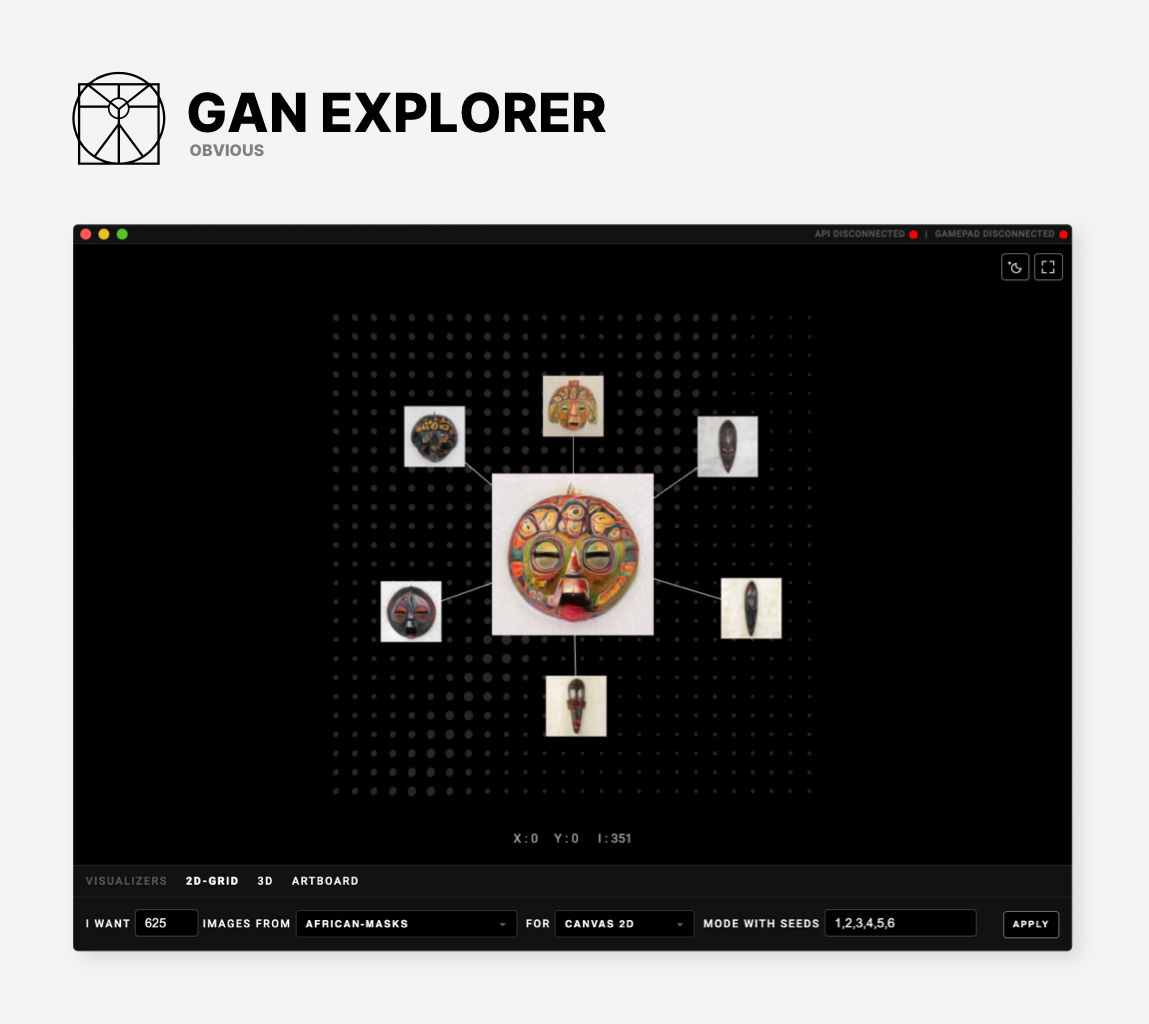 GAN EXPLORER
OBVIOUS
API DISCONNECTED | GAMEPAD DISCONNECTED
X : 0 Y : 0 I : 351
VISUALIZERS 2D-GRID 3D ARTBOARD
I WANT 625 IMAGES FROM AFRICAN-MASKS FOR CANVAS 2D MODE WITH SEEDS 1,2,3,4,5,6 APPLY